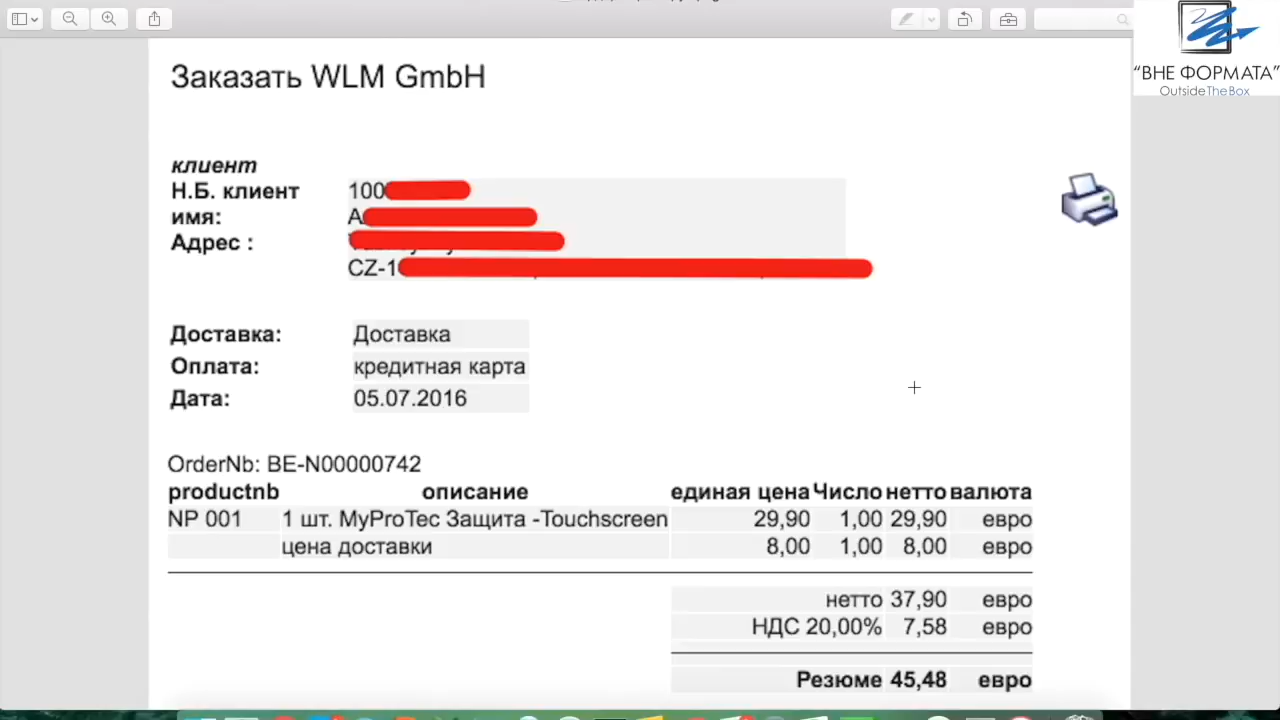 "ВНЕ ФОРМАТА"
OutsideTheBox
Заказать WLM GmbH
клиент
Н.Б. клиент 100
имя: А
Адрес :
CZ-1
Доставка: Доставка
Оплата: кредитная карта
Дата: 05.07.2016
OrderNb: BE-N00000742
productnb описание единая цена Число нетто валюта
NP 001 1 шт. MyProTec Защита -Touchscreen 29,90 1,00 29,90 евро
цена доставки 8,00 1,00 8,00 евро
нетто 37,90 евро
НДС 20,00% 7,58 евро
Резюме 45,48 евро